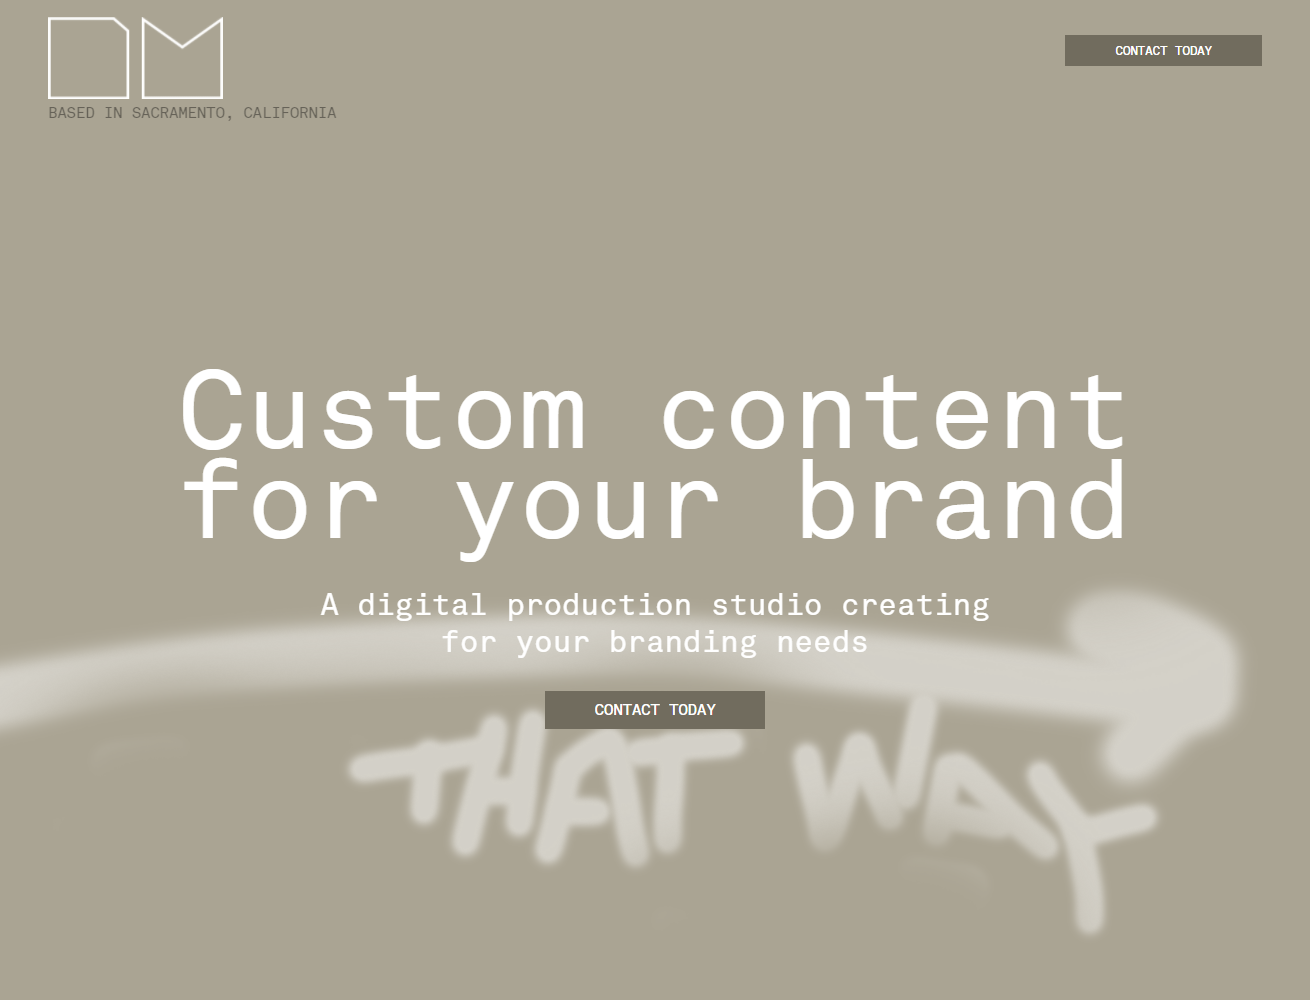 DM
BASED IN SACRAMENTO, CALIFORNIA
CONTACT TODAY
Custom content
for your brand
A digital production studio creating
for your branding needs
CONTACT TODAY
THAT WAY